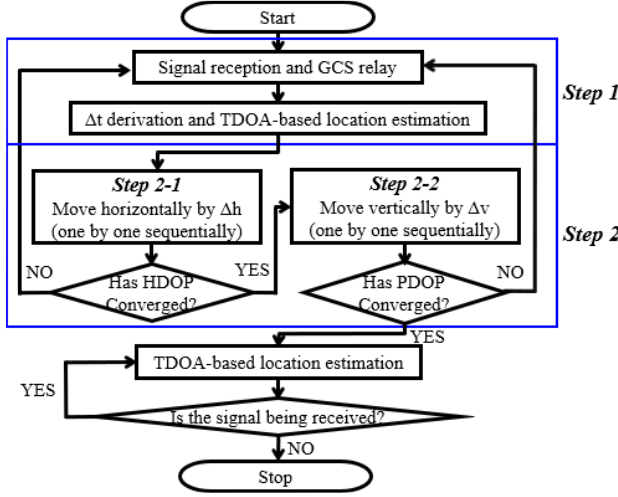 Start
Signal reception and GCS relay
Step 1
Δt derivation and TDOA-based location estimation
Step 2-1
Move horizontally by Δh
(one by one sequentially)
Step 2-2
Move vertically by Δv
(one by one sequentially)
Step 2
NO
Has HDOP
Converged?
YES
Has PDOP
Converged?
NO
YES
TDOA-based location estimation
YES
Is the signal being received?
NO
Stop